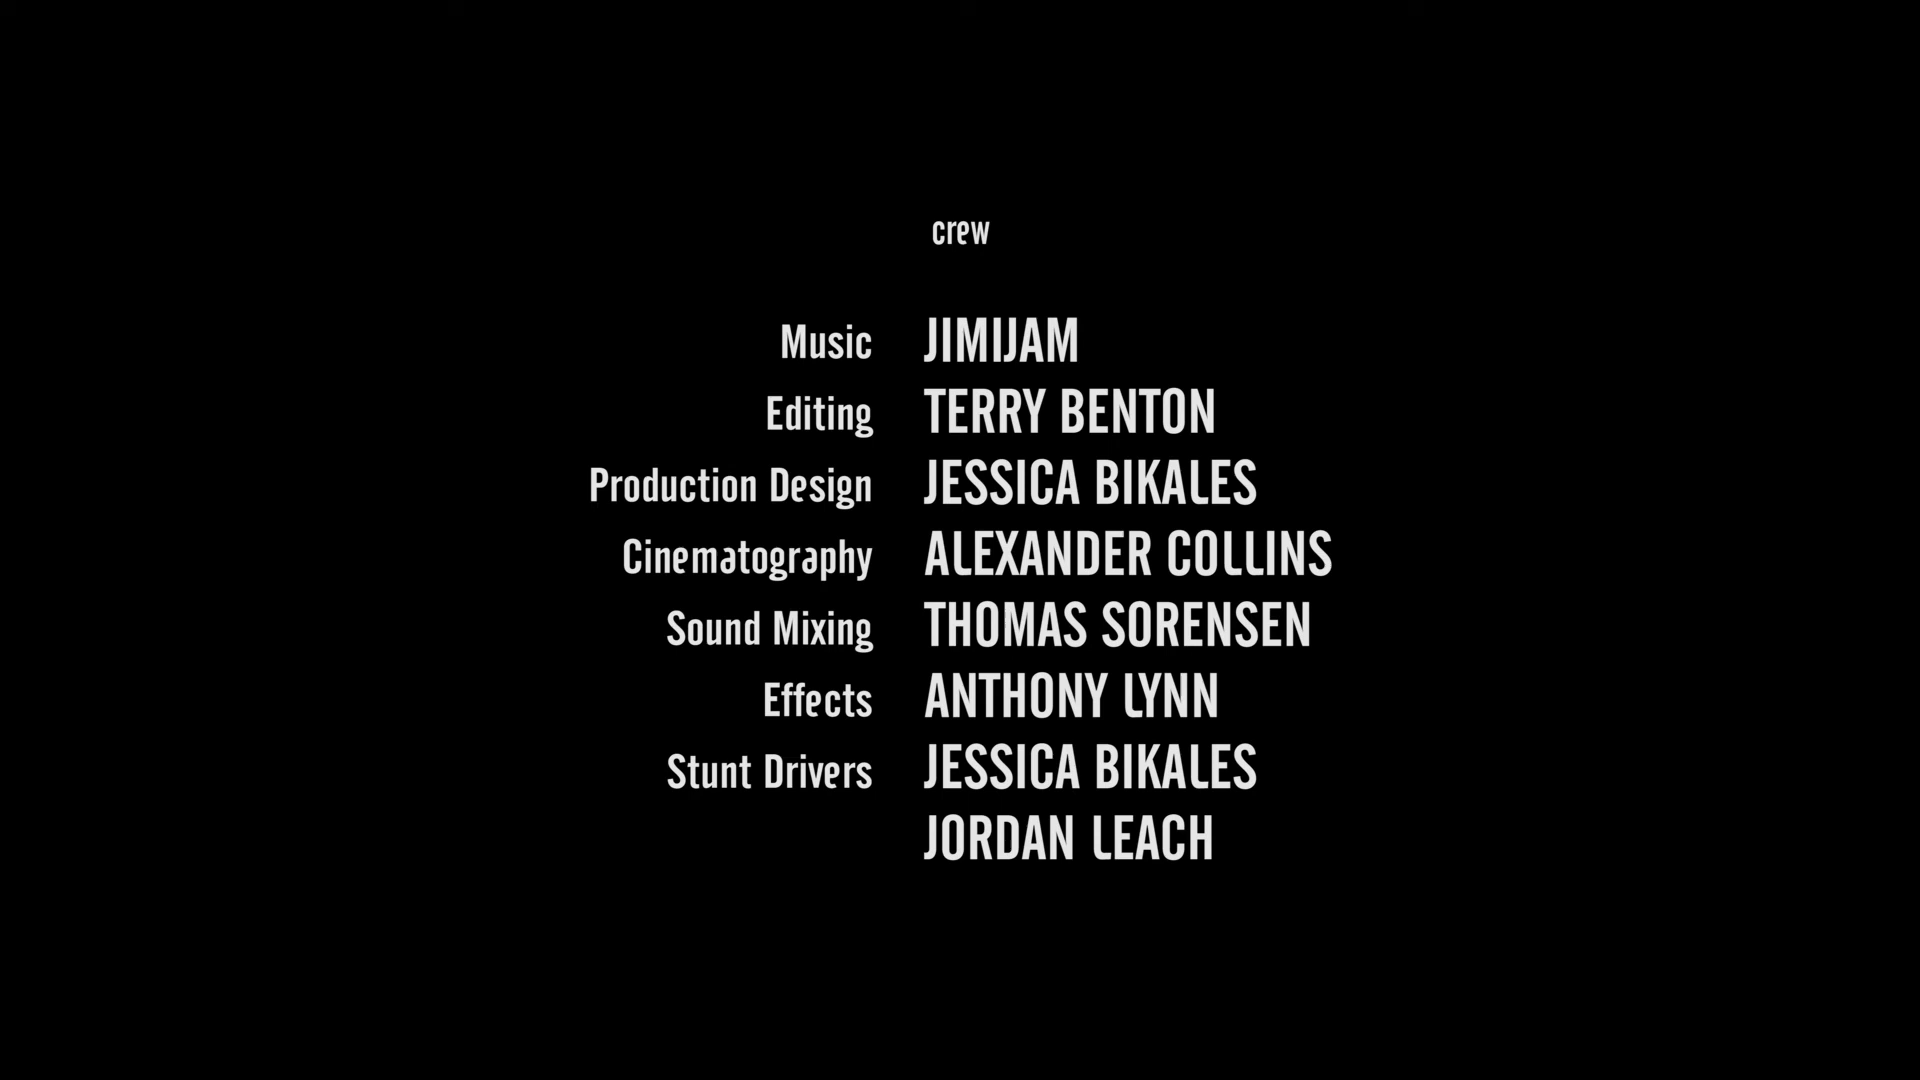 crew
Music JIMIJAM
Editing TERRY BENTON
Production Design JESSICA BIKALES
Cinematography ALEXANDER COLLINS
Sound Mixing THOMAS SORENSEN
Effects ANTHONY LYNN
Stunt Drivers JESSICA BIKALES
JORDAN LEACH